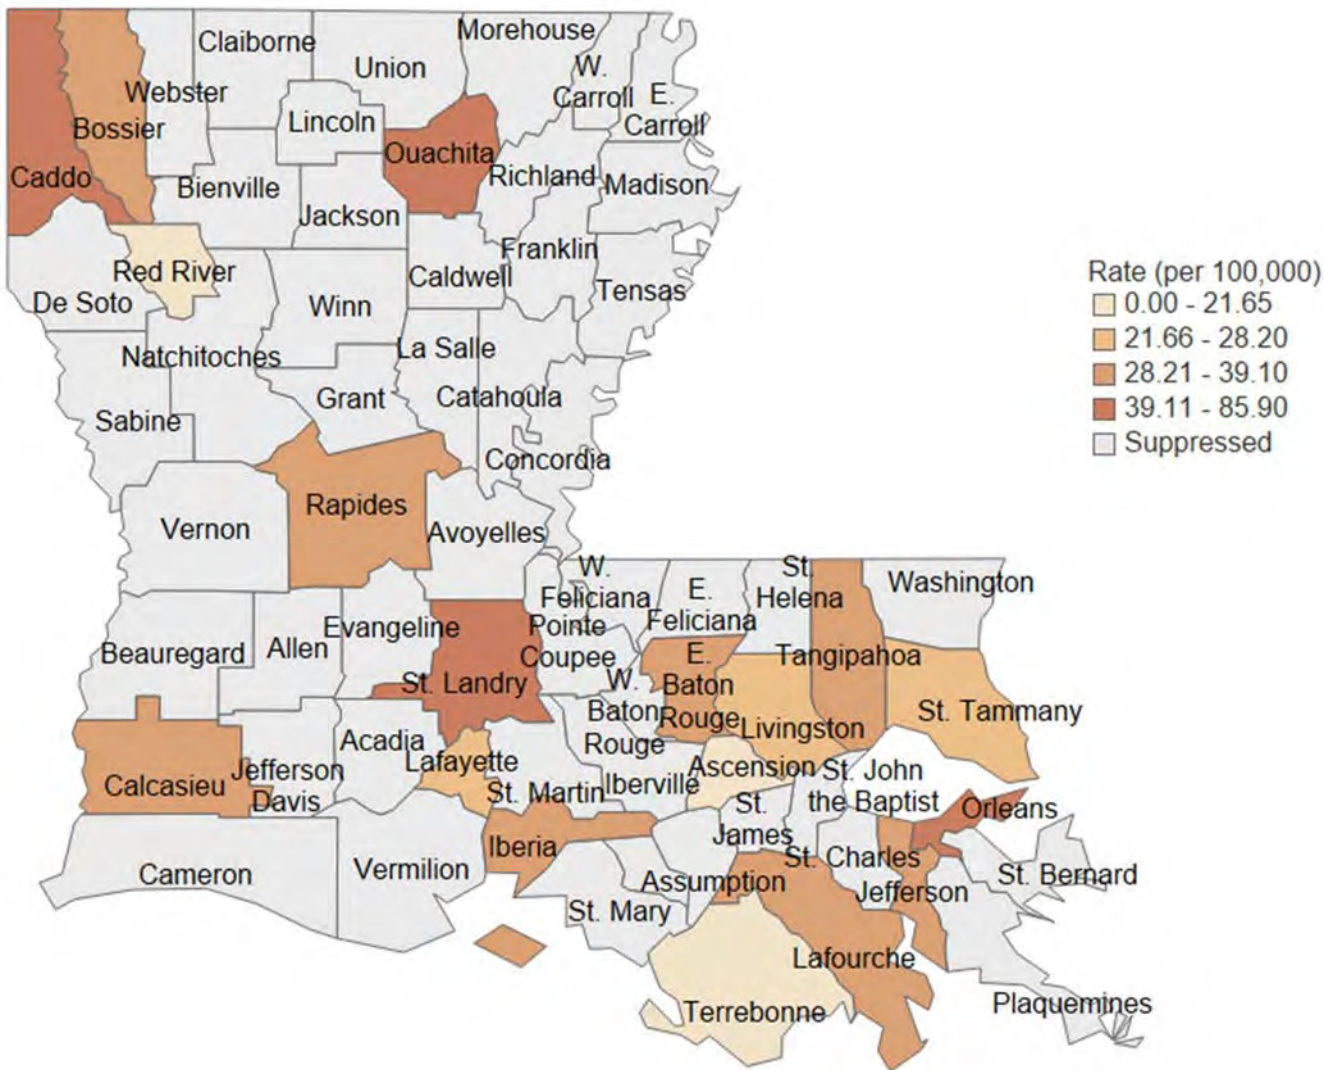 Claiborne
Morehouse
Union
W.
Carroll
E.
Carroll
Webster
Bossier
Lincoln
Ouachita
Caddo
Bienville
Richland
Madison
Jackson
Franklin
Red River
Caldwell
De Soto
Winn
Tensas
Natchitoches
La Salle
Grant
Catahoula
Sabine
Concordia
Rapides
Vernon
Avoyelles
W.
Feliciana
E.
Feliciana
St.
Helena
Washington
Beauregard
Allen
Evangeline
Pointe
Coupee
E.
Baton
Rouge
Tangipahoa
St. Landry
W.
Baton
Rouge
Livingston
St. Tammany
Acadia
Lafayette
Calcasieu
Jefferson
Davis
St. Martin
Iberville
Ascension
St. John
the Baptist
St.
James
Orleans
Iberia
St. Charles
Cameron
Vermilion
Assumption
Jefferson
St. Bernard
St. Mary
Lafourche
Terrebonne
Plaquemines
Rate (per 100,000)
0.00 - 21.65
21.66 - 28.20
28.21 - 39.10
39.11 - 85.90
Suppressed